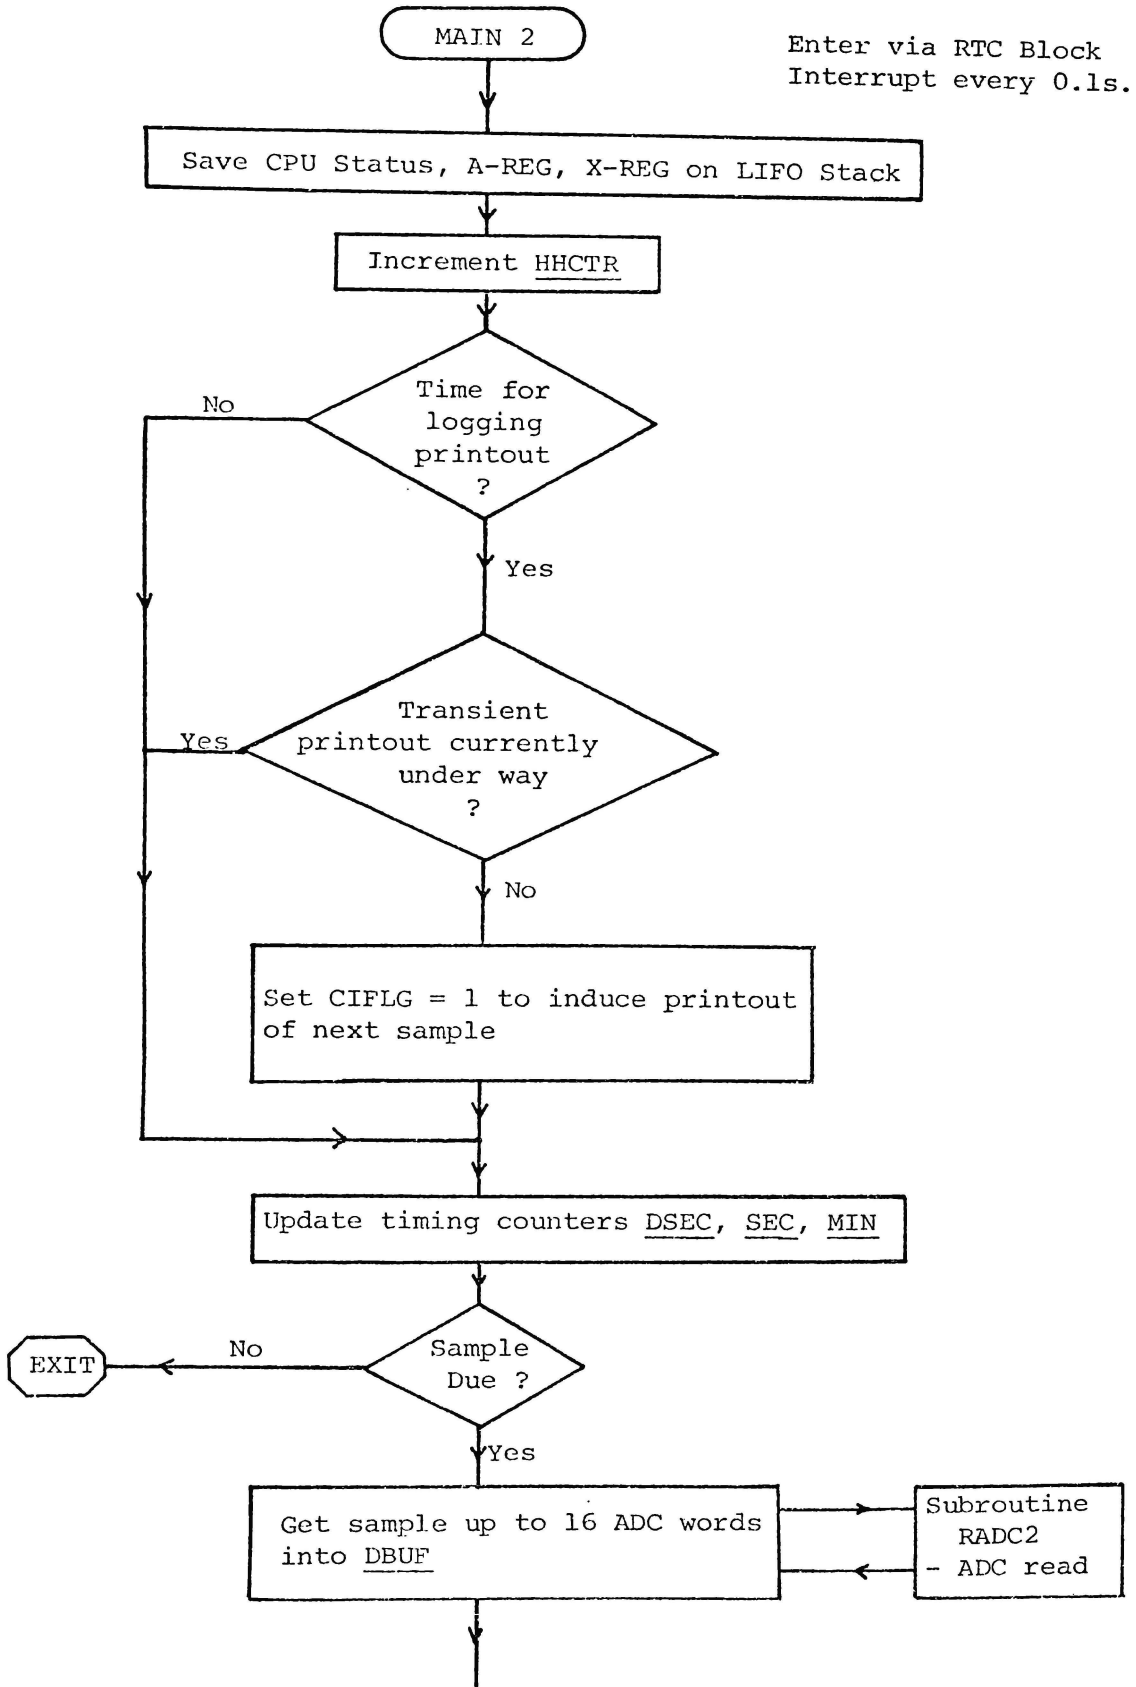 MAIN 2
Enter via RTC Block
Interrupt every 0.1s.
Save CPU Status, A-REG, X-REG on LIFO Stack
Increment HHCTR
Time for
logging
printout
?
No
Yes
Transient
printout currently
under way
?
Yes
No
Set CIFLG = 1 to induce printout
of next sample
Update timing counters DSEC, SEC, MIN
Sample
Due ?
No
EXIT
Yes
Get sample up to 16 ADC words
into DBUF
Subroutine
RADC2
- ADC read